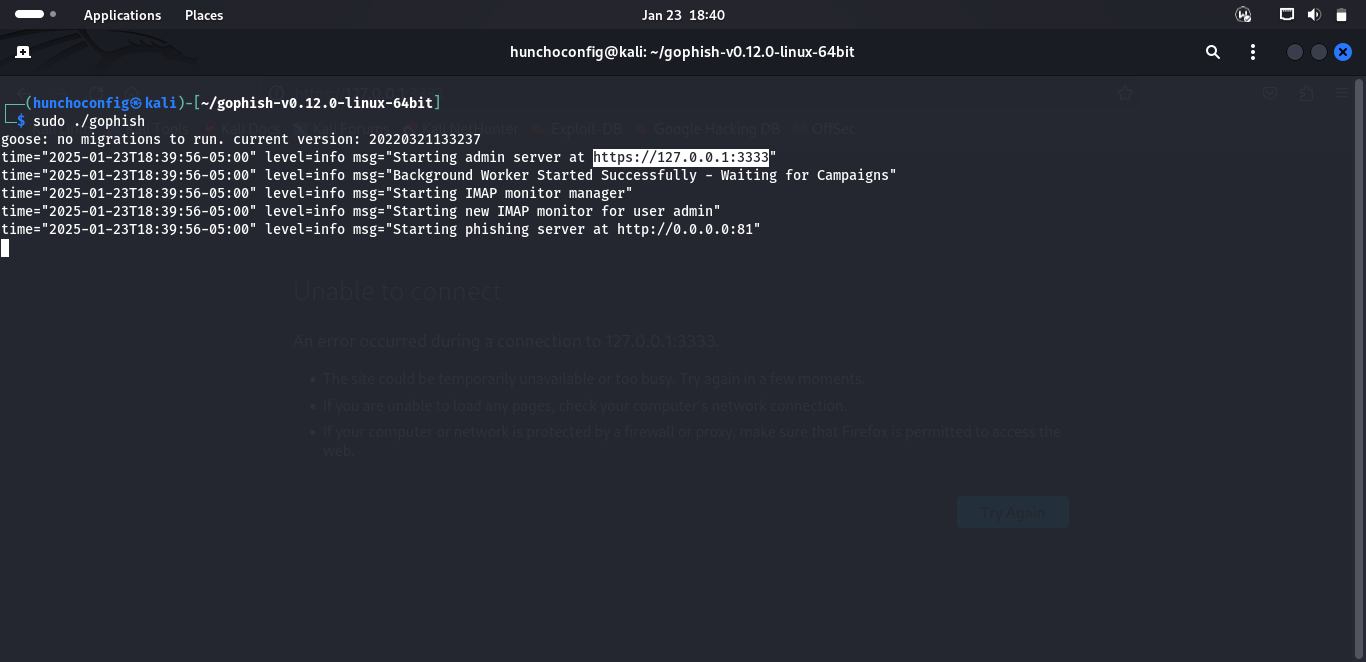 Applications Places Jan 23 18:40
hunchoconfig@kali: ~/gophish-v0.12.0-linux-64bit
┌──(hunchoconfig㉿kali)-[~/gophish-v0.12.0-linux-64bit]
└─$ sudo ./gophish
Kali Docs Kali Forums Kali NetHunter Exploit-DB Google Hacking DB OffSec
goose: no migrations to run. current version: 20220321133237
time="2025-01-23T18:39:56-05:00" level=info msg="Starting admin server at https://127.0.0.1:3333"
time="2025-01-23T18:39:56-05:00" level=info msg="Background Worker Started Successfully - Waiting for Campaigns"
time="2025-01-23T18:39:56-05:00" level=info msg="Starting IMAP monitor manager"
time="2025-01-23T18:39:56-05:00" level=info msg="Starting new IMAP monitor for user admin"
time="2025-01-23T18:39:56-05:00" level=info msg="Starting phishing server at http://0.0.0.0:81"
Unable to connect
An error occurred during a connection to 127.0.0.1:3333.
• The site could be temporarily unavailable or too busy. Try again in a few moments.
• If you are unable to load any pages, check your computer's network connection.
• If your computer or network is protected by a firewall or proxy, make sure that Firefox is permitted to access the
web.
Try Again